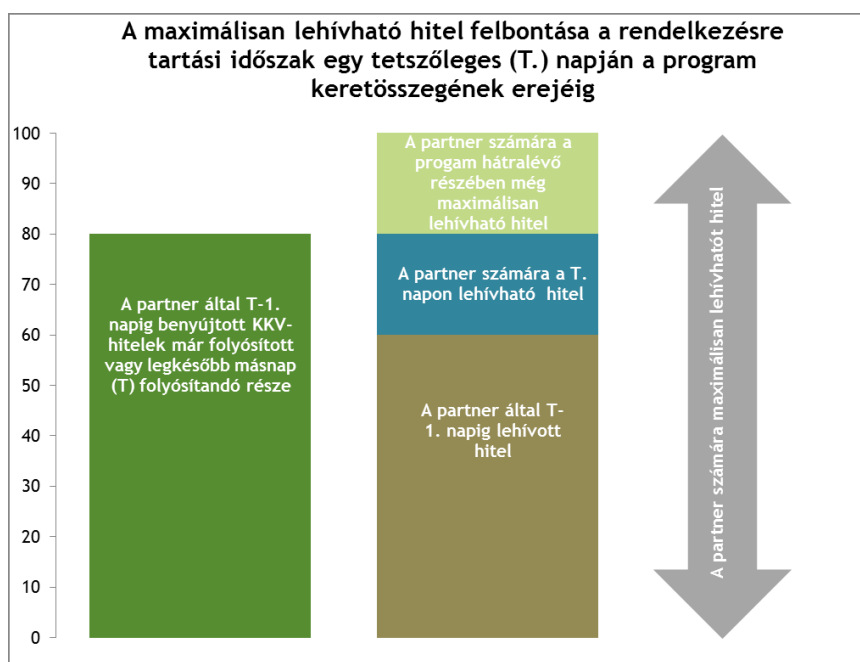 A maximálisan lehívható hitel felbontása a rendelkezésre
tartási időszak egy tetszőleges (T.) napján a program
keretösszegének erejéig
100
90
80
70
60
50
40
30
20
10
0
A partner által T-1.
napig benyújtott KKV-
hitelek már folyósított
vagy legkésőbb másnap
(T) folyósítandó része
A partner számára a
progam hátralévő
részében még
maximálisan
lehívható hitel
A partner számára a T.
napon lehívható hitel
A partner által T-
1. napig lehívott
hitel
A partner számára maximálisan lehívhatót hitel